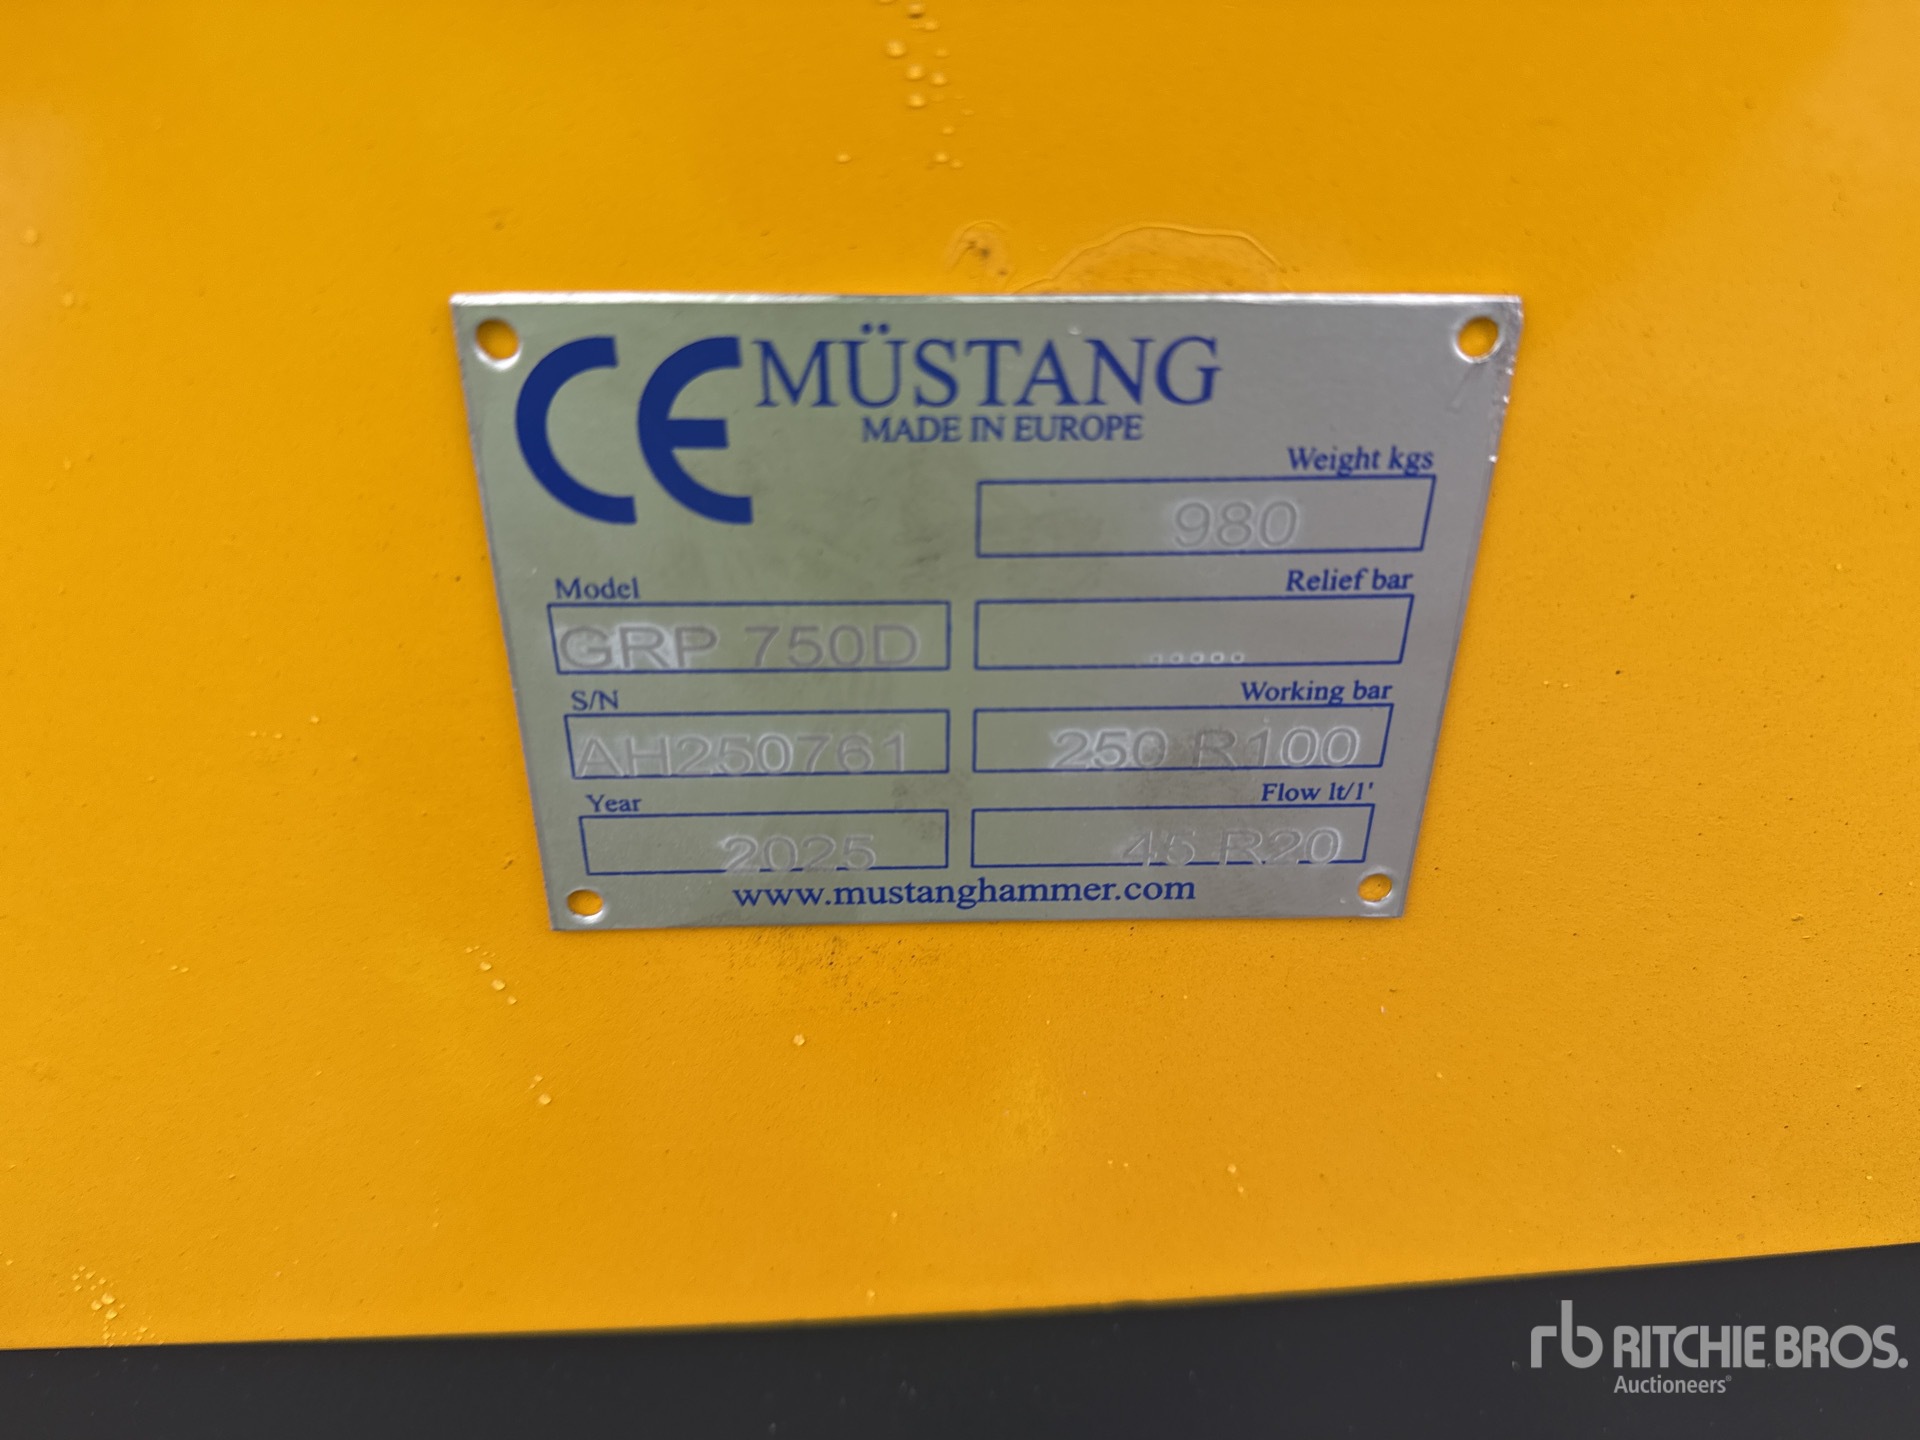 CE MÜSTANG
MADE IN EUROPE
Weight kgs
980
Model
GRP 750D
Relief bar
.....
S/N
AH250761
Working bar
250 R100
Year
2025
Flow lt/1'
45 R20
www.mustanghammer.com
rb RITCHIE BROS.
Auctioneers